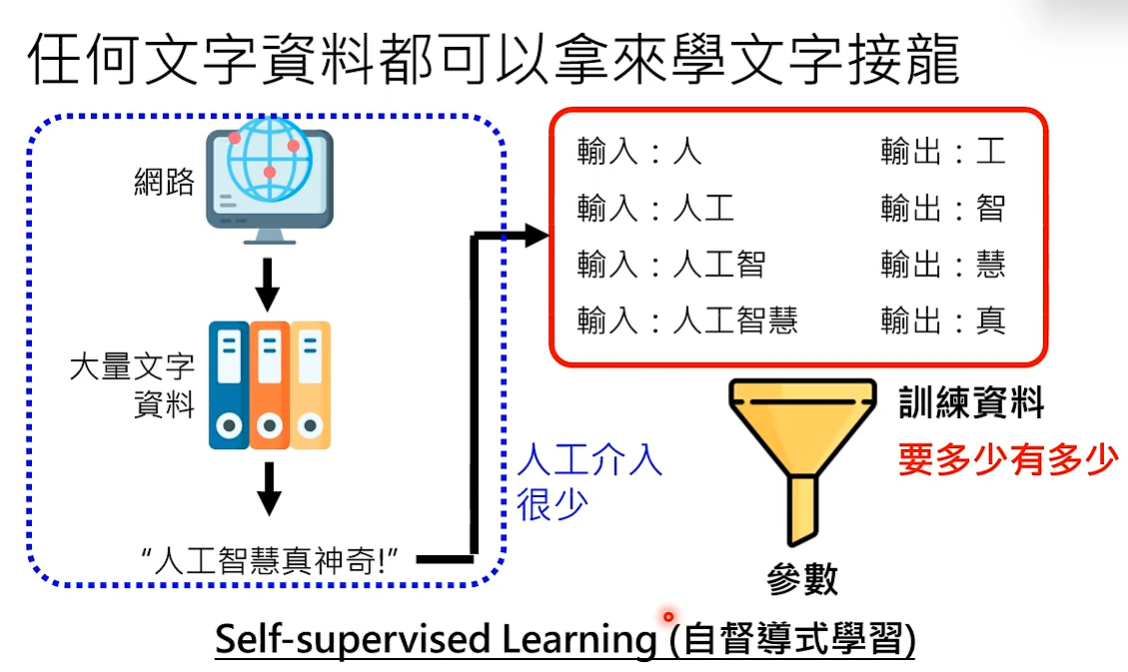 任何文字資料都可以拿來學文字接龍
網路
大量文字
資料
“人工智慧真神奇!”
人工介入
很少
輸入：人 輸出：工
輸入：人工 輸出：智
輸入：人工智 輸出：慧
輸入：人工智慧 輸出：真
訓練資料
要多少有多少
參數
Self-supervised Learning (自督導式學習)